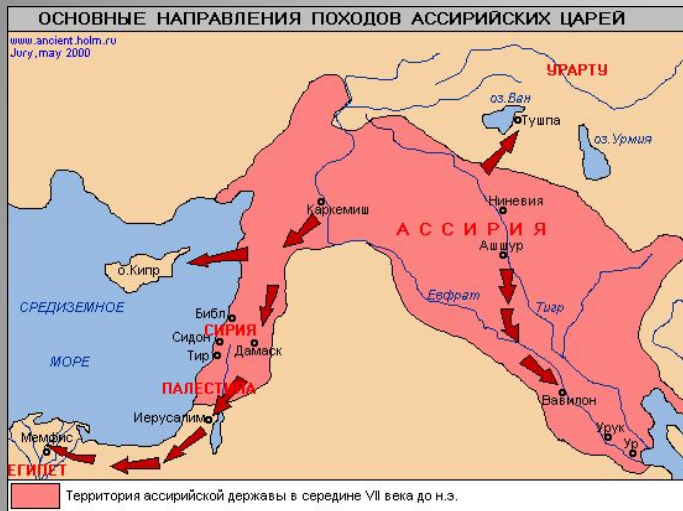 ОСНОВНЫЕ НАПРАВЛЕНИЯ ПОХОДОВ АССИРИЙСКИХ ЦАРЕЙ
www.ancient.holm.ru
Jury, may 2000
УРАРТУ
оз.Ван
Тушпа
оз.Урмия
Каркемиш
Ниневия
АССИРИЯ
Ашшур
о.Кипр
Еефрат
Тигр
СРЕДИЗЕМНОЕ
МОРЕ
Библ
СИРИЯ
Сидон
Тир
Дамаск
ПАЛЕСТИНА
Вавилон
Иерусалим
Урук
Ур
Мемфис
ЕГИПЕТ
Территория ассирийской державы в середине VII века до н.э.